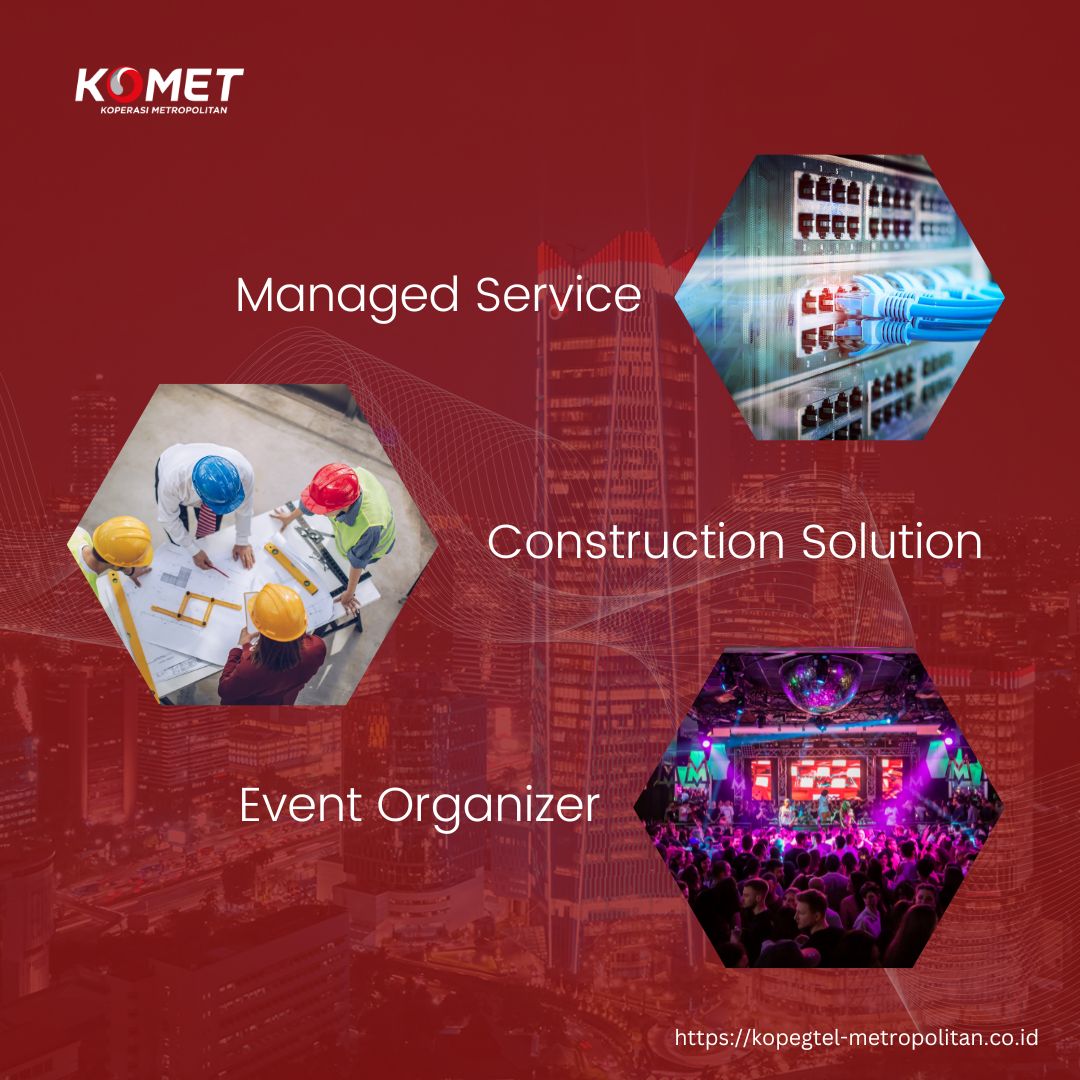 KOMET
KOPERASI METROPOLITAN
Managed Service
Construction Solution
Event Organizer
https://kopegtel-metropolitan.co.id